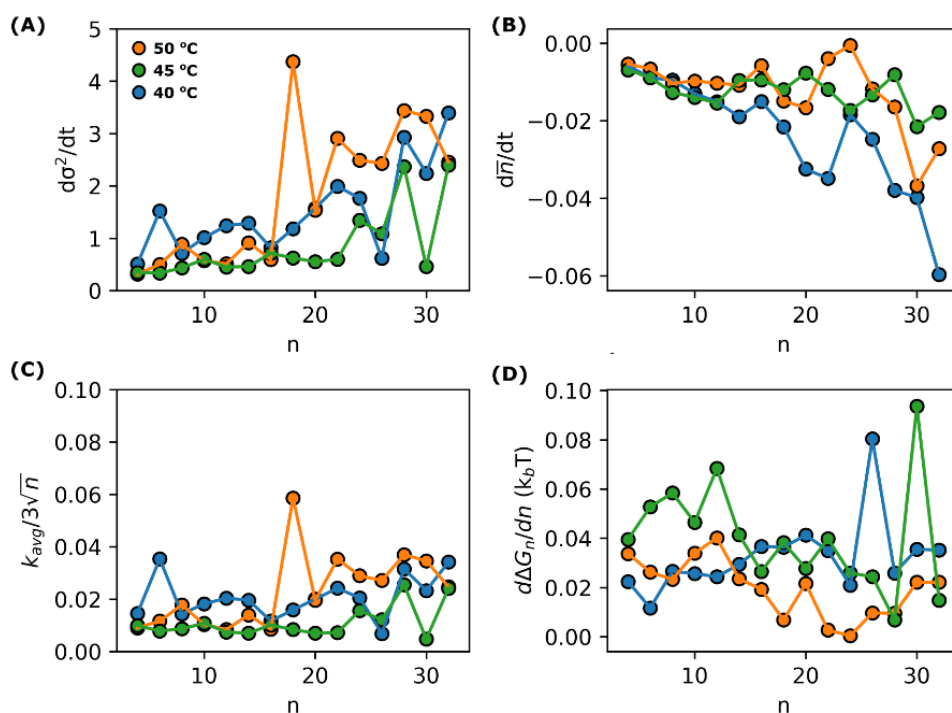 (A)
5
4
3
2
1
0
dσ²/dt
50 °C
45 °C
40 °C
10
20
30
n
(B)
0.00
−0.02
−0.04
−0.06
dn̅/dt
10
20
30
n
(C)
0.10
0.08
0.06
0.04
0.02
0.00
k_avg/3√n
10
20
30
n
(D)
0.10
0.08
0.06
0.04
0.02
0.00
dΔG_n/dn (k_bT)
10
20
30
n